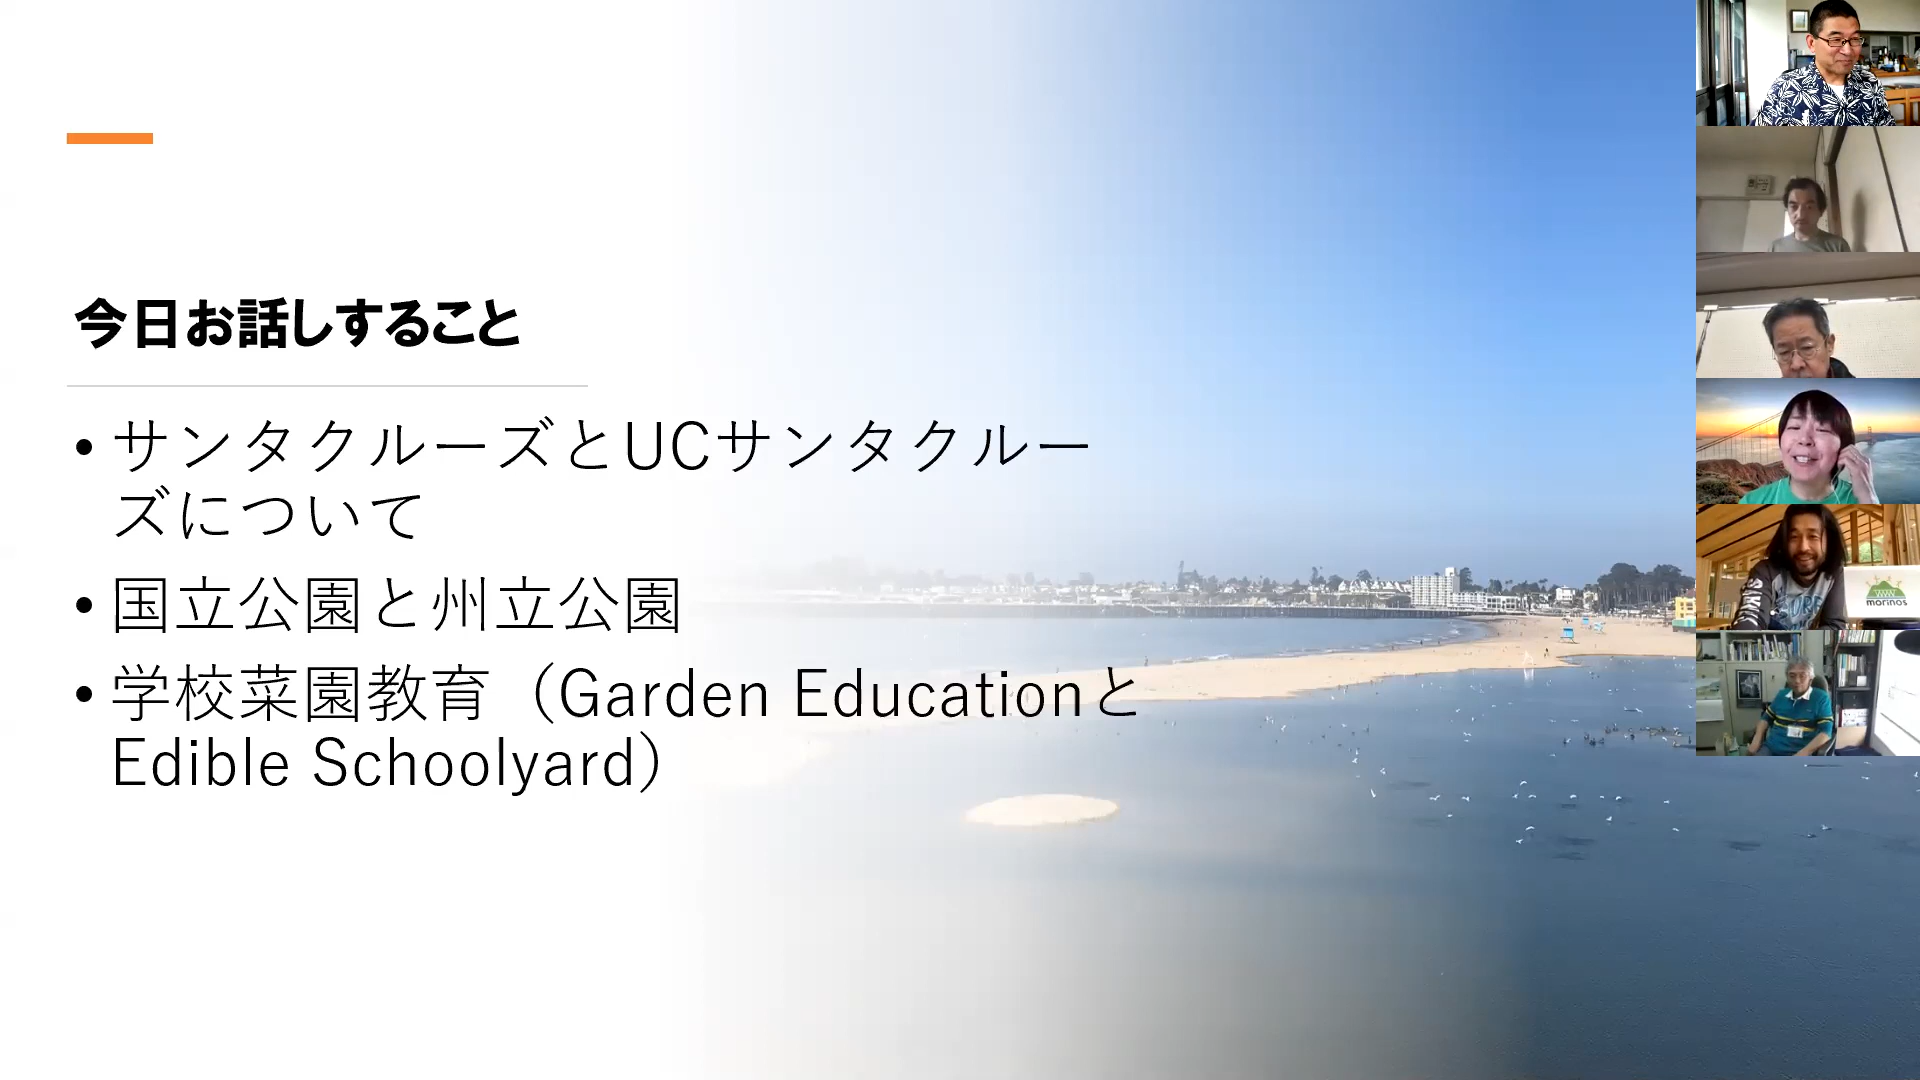 今日お話しすること
• サンタクルーズとUCサンタクルー
ズについて
• 国立公園と州立公園
• 学校菜園教育（Garden Educationと
Edible Schoolyard）
morinos